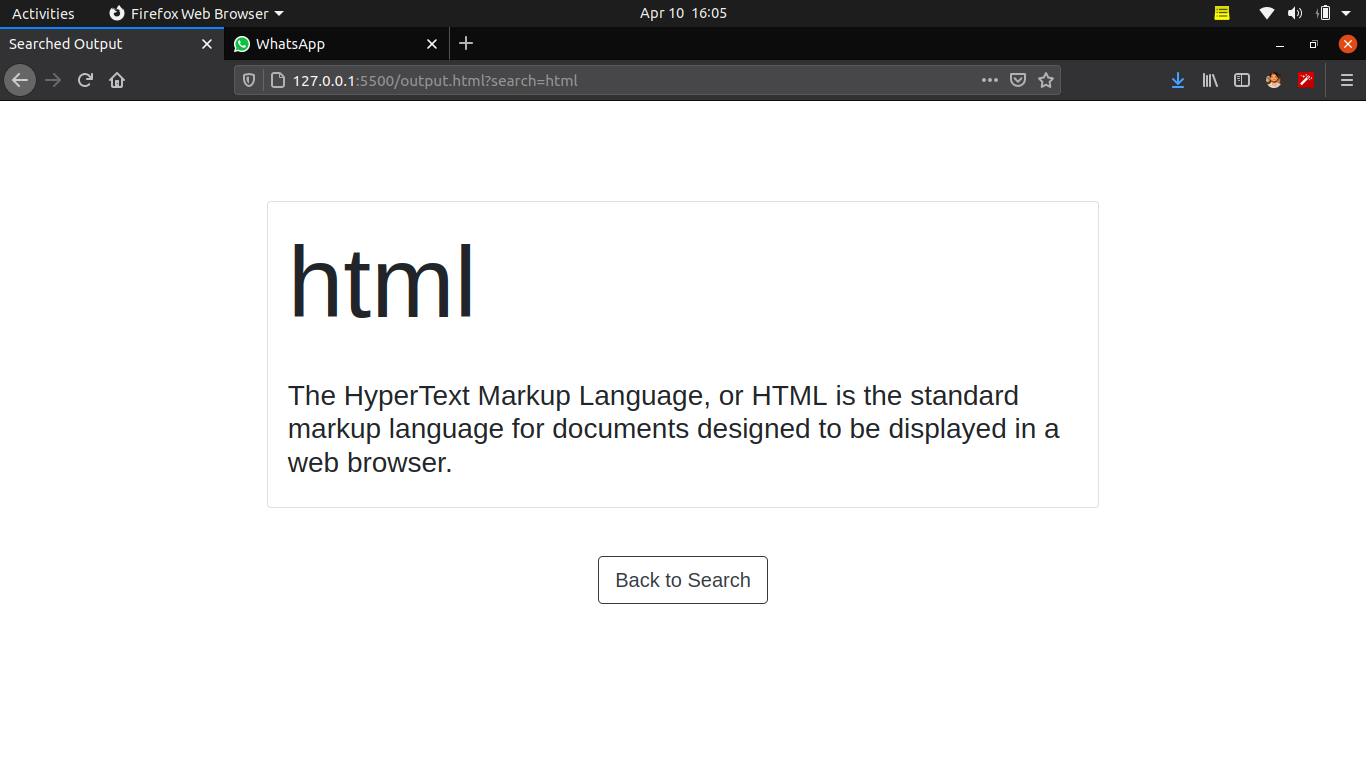 Activities Firefox Web Browser Apr 10 16:05
Searched Output WhatsApp
127.0.0.1:5500/output.html?search=html
html
The HyperText Markup Language, or HTML is the standard
markup language for documents designed to be displayed in a
web browser.
Back to Search